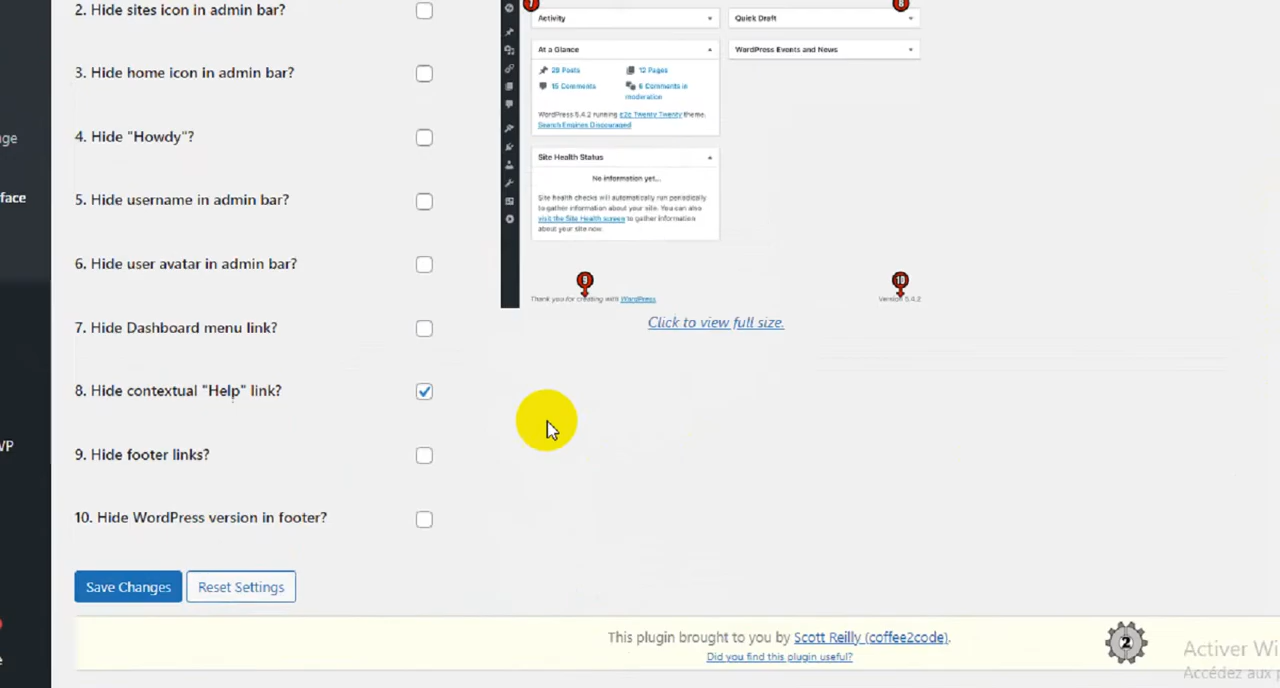 2. Hide sites icon in admin bar?
3. Hide home icon in admin bar?
4. Hide "Howdy"?
5. Hide username in admin bar?
6. Hide user avatar in admin bar?
7. Hide Dashboard menu link?
8. Hide contextual "Help" link?
9. Hide footer links?
10. Hide WordPress version in footer?
Save Changes
Reset Settings
face
VP
7
8
Activity
Quick Draft
At a Glance
WordPress Events and News
28 Posts
12 Pages
15 Comments
6 Comments in
moderation
WordPress 5.4.2 running c2c Twenty Twenty theme.
Search Engines Discouraged
Site Health Status
No information yet...
Site health checks will automatically run periodically
to gather information about your site. You can also
visit the Site Health screen to gather information
about your site now.
9
10
Thank you for creating with WordPress
Version 5.4.2
Click to view full size.
This plugin brought to you by Scott Reilly (coffee2code).
Did you find this plugin useful?
2
Activer Wi
Accédez aux p